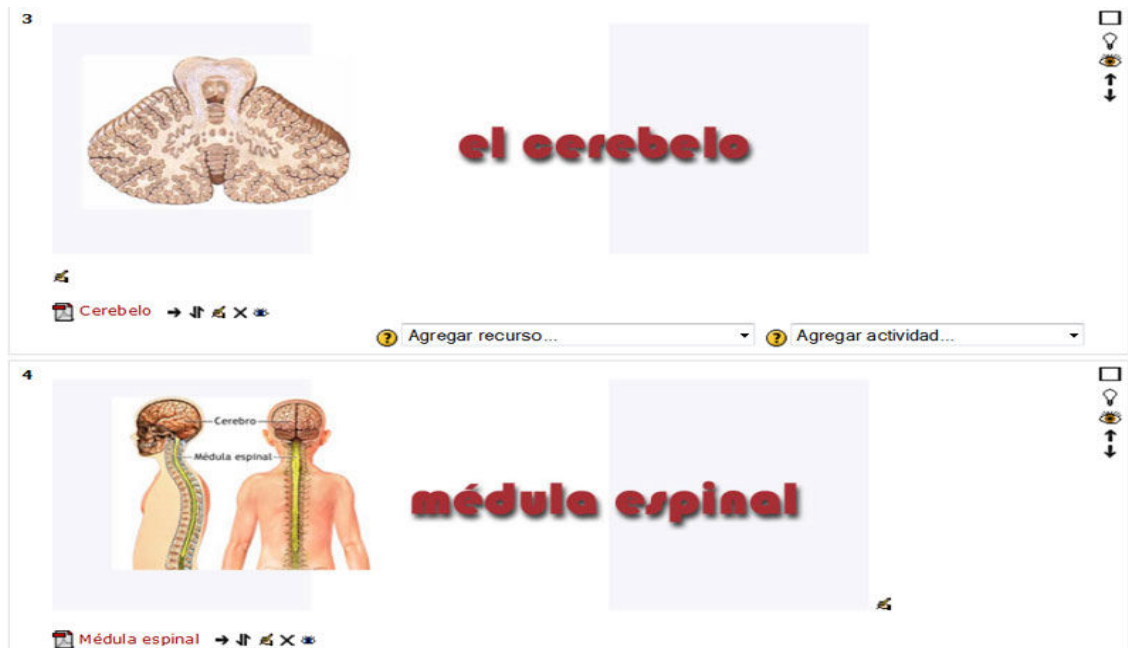 3
el cerebelo
Cerebelo
Agregar recurso...
Agregar actividad...
4
Cerebro
Médula espinal
médula espinal
Médula espinal